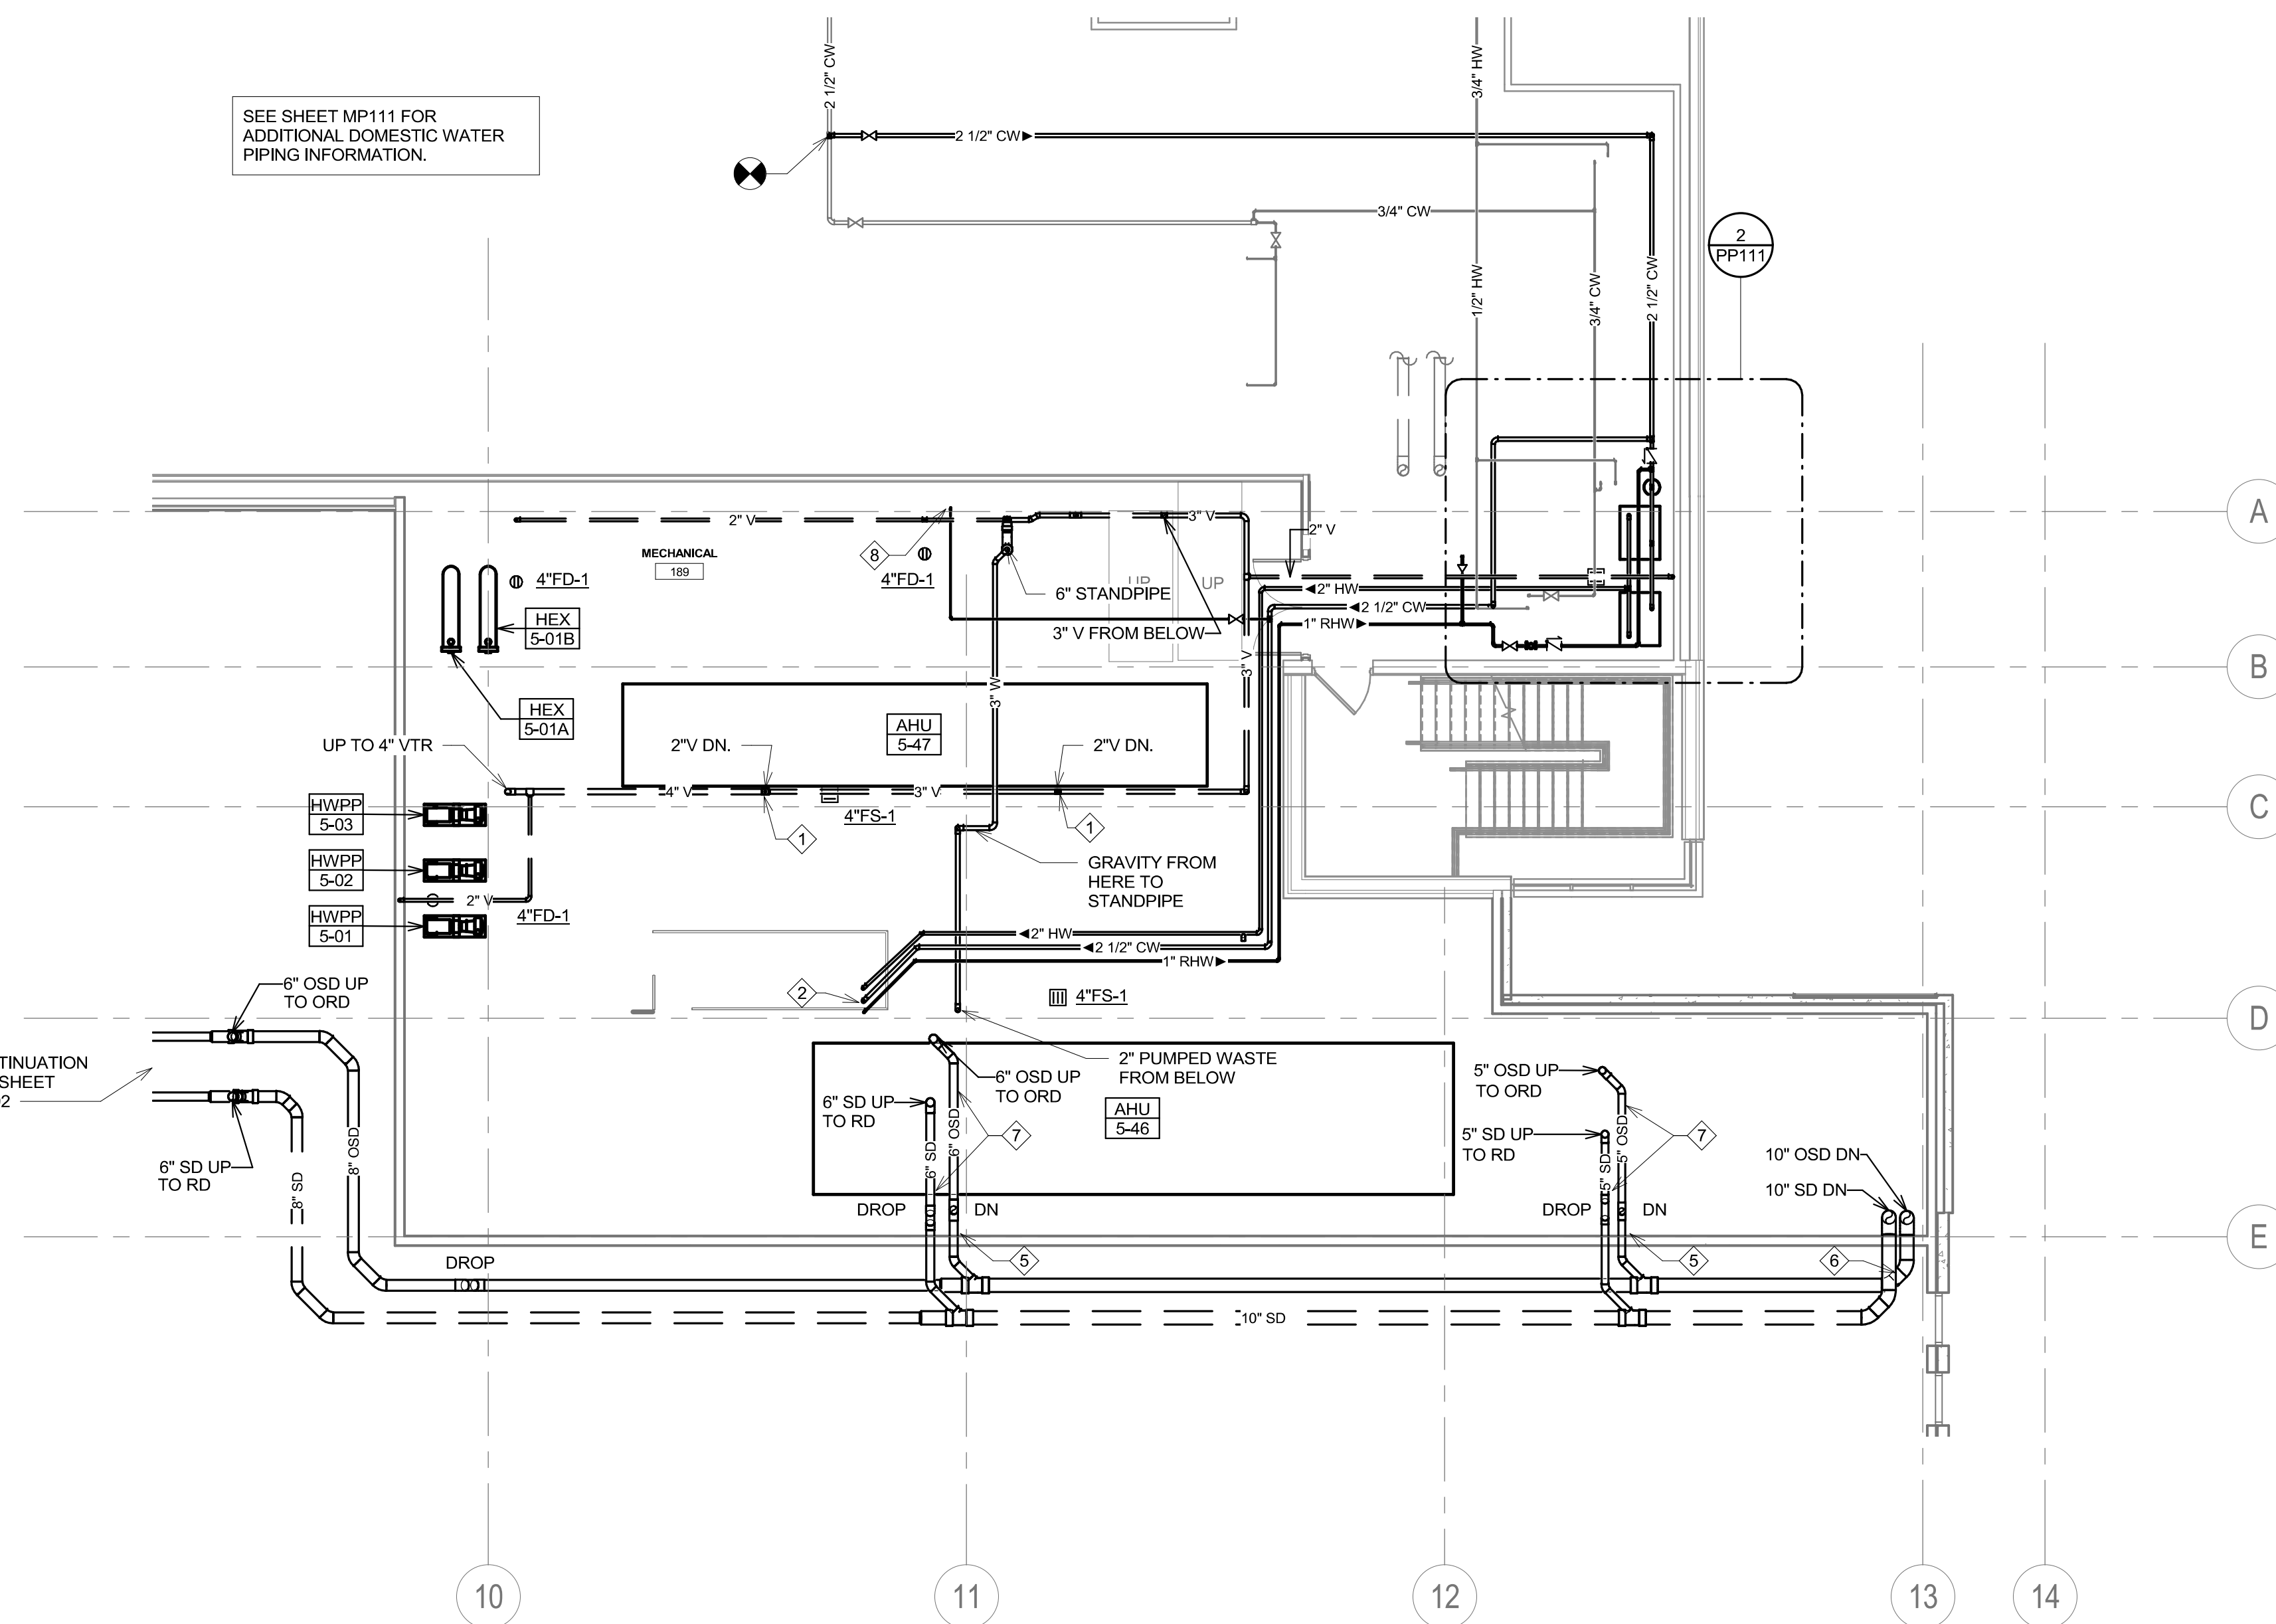 2 1/2" CW
3/4" HW
SEE SHEET MP111 FOR
ADDITIONAL DOMESTIC WATER
PIPING INFORMATION.
2 1/2" CW
3/4" CW
2
PP111
1/2" HW
3/4" CW
2 1/2" CW
A
2" V
3" V
2" V
MECHANICAL
189
8
4"FD-1
4"FD-1
UP
UP
6" STANDPIPE
2" HW
2 1/2" CW
1" RHW
HEX
5-01B
3" V FROM BELOW
B
3" V
3" W
HEX
5-01A
AHU
5-47
UP TO 4" VTR
2"V DN.
2"V DN.
4" V
3" V
C
HWPP
5-03
4"FS-1
1
1
GRAVITY FROM
HERE TO
STANDPIPE
HWPP
5-02
2" V
4"FD-1
HWPP
5-01
2" HW
2 1/2" CW
1" RHW
6" OSD UP
TO ORD
2
4"FS-1
D
TINUATION
SHEET
02
2" PUMPED WASTE
FROM BELOW
6" OSD UP
TO ORD
5" OSD UP
TO ORD
6" SD UP
TO RD
AHU
5-46
7
7
5" SD UP
TO RD
6" SD
6" OSD
5" SD
5" OSD
8" OSD
8" SD
6" SD UP
TO RD
10" OSD DN
10" SD DN
DROP
DN
DROP
DN
E
DROP
5
5
6
10" SD
10
11
12
13
14